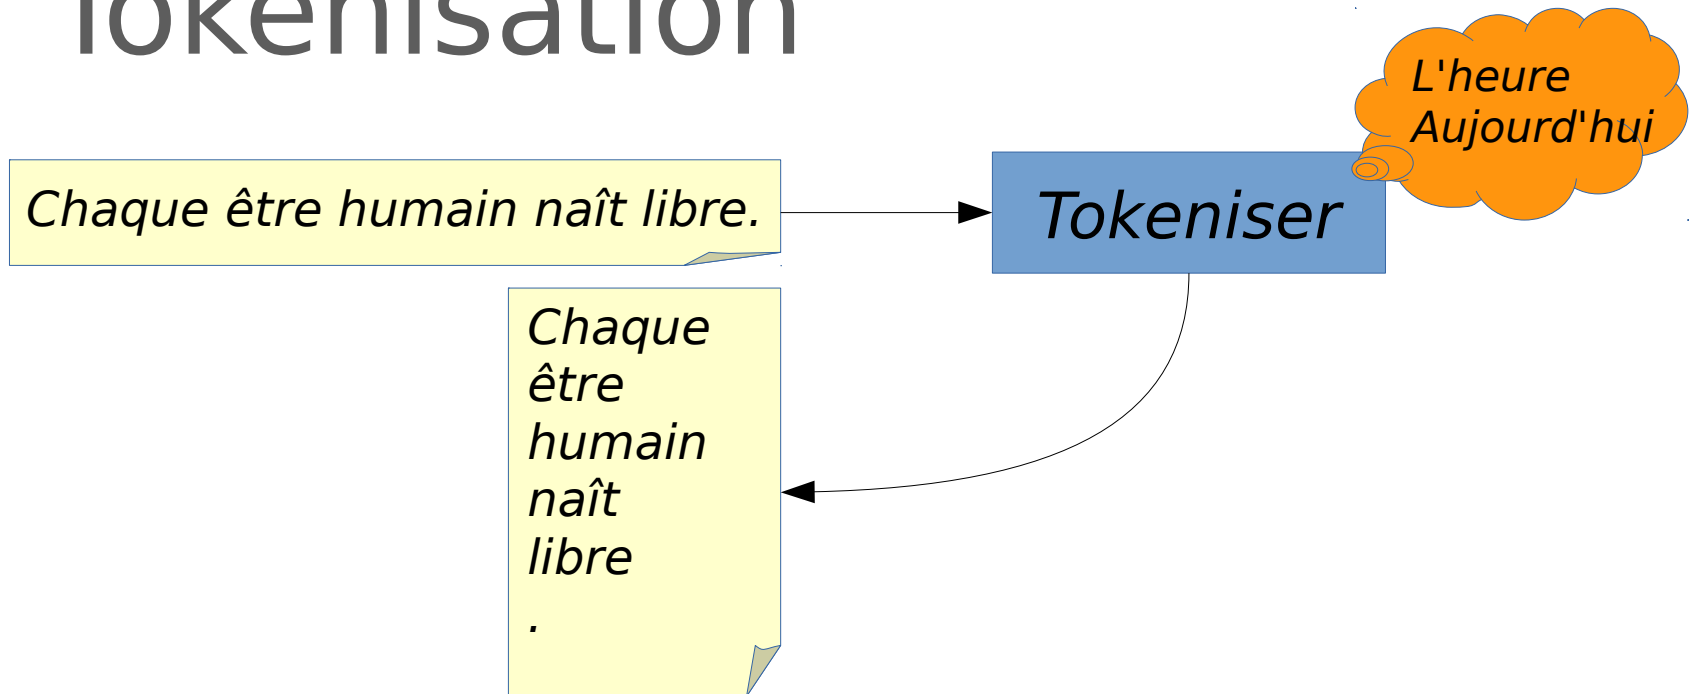 Tokenisation
L'heure
Aujourd'hui
Chaque être humain naît libre.
Tokeniser
Chaque
être
humain
naît
libre
.